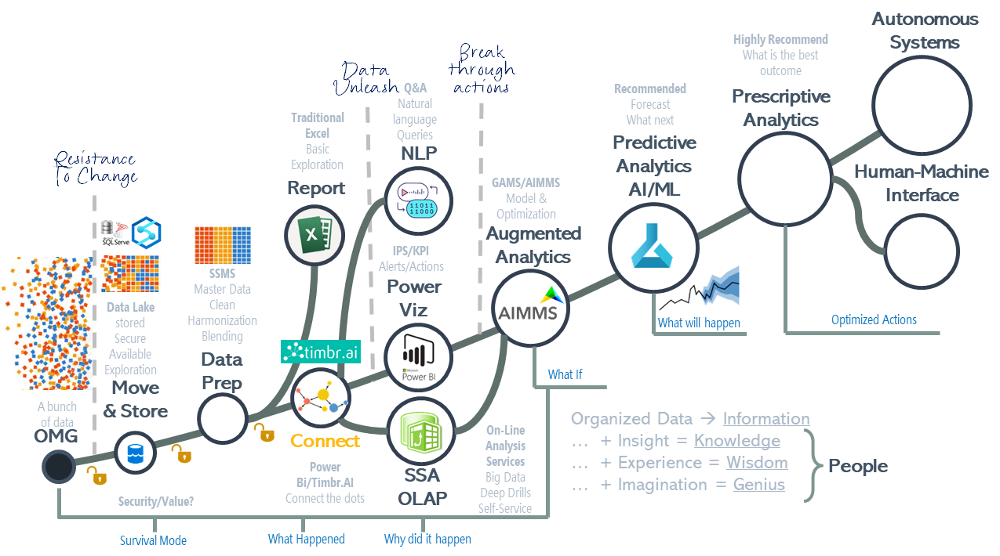 Resistance
To Change
Data
Unleash
Break
through
actions
A bunch
of data
OMG
SQL Serve
Data Lake
stored
Secure
Available
Exploration
Move
& Store
SSMS
Master Data
Clean
Harmonization
Blending
Data
Prep
Traditional
Excel
Basic
Exploration
Report
timbr.ai
Connect
Power
Bi/Timbr.AI
Connect the dots
Q&A
Natural
language
Queries
NLP
11011
11000
IPS/KPI
Alerts/Actions
Power
Viz
Microsoft
Power BI
SSA
OLAP
On-Line
Analysis
Services
Big Data
Deep Drills
Self-Service
GAMS/AIMMS
Model &
Optimization
Augmented
Analytics
AIMMS
Recommended
Forecast
What next
Predictive
Analytics
AI/ML
Highly Recommend
What is the best
outcome
Prescriptive
Analytics
Autonomous
Systems
Human-Machine
Interface
What will happen
Optimized Actions
What If
Security/Value?
Survival Mode
What Happened
Why did it happen
Organized Data → Information
… + Insight = Knowledge
… + Experience = Wisdom
… + Imagination = Genius
People